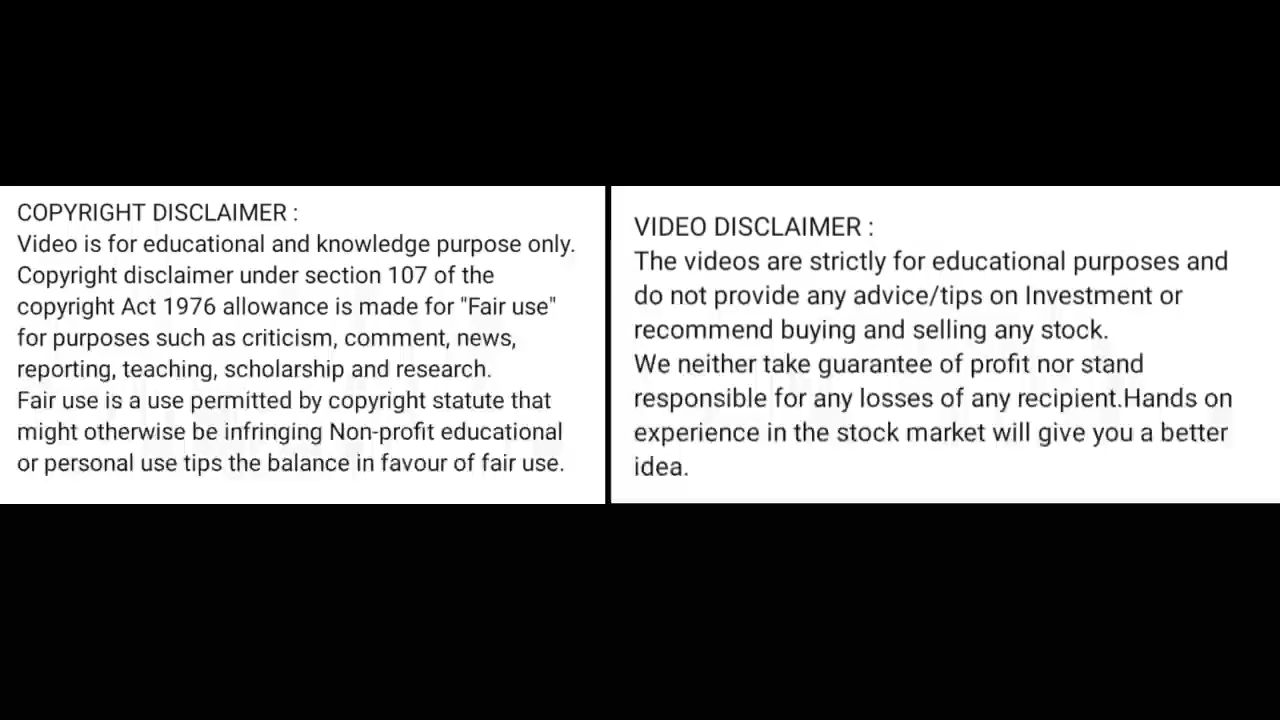 COPYRIGHT DISCLAIMER :
Video is for educational and knowledge purpose only.
Copyright disclaimer under section 107 of the
copyright Act 1976 allowance is made for "Fair use"
for purposes such as criticism, comment, news,
reporting, teaching, scholarship and research.
Fair use is a use permitted by copyright statute that
might otherwise be infringing Non-profit educational
or personal use tips the balance in favour of fair use.
VIDEO DISCLAIMER :
The videos are strictly for educational purposes and
do not provide any advice/tips on Investment or
recommend buying and selling any stock.
We neither take guarantee of profit nor stand
responsible for any losses of any recipient.Hands on
experience in the stock market will give you a better
idea.